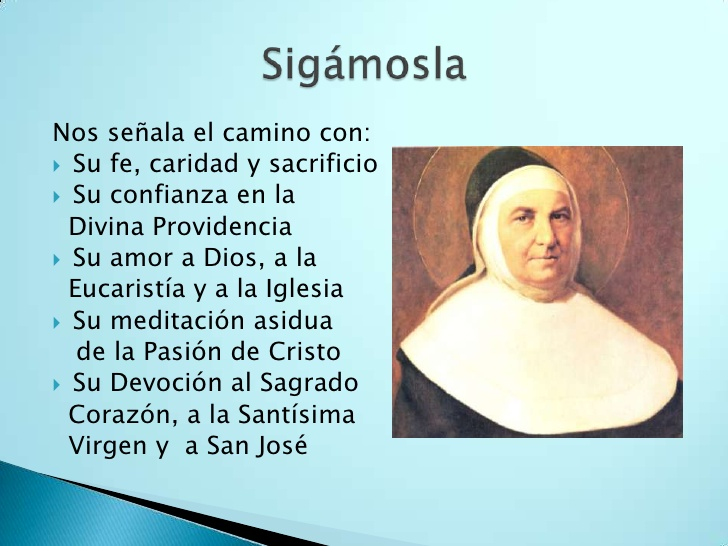 Sigámosla
Nos señala el camino con:
Su fe, caridad y sacrificio
Su confianza en la
Divina Providencia
Su amor a Dios, a la
Eucaristía y a la Iglesia
Su meditación asidua
de la Pasión de Cristo
Su Devoción al Sagrado
Corazón, a la Santísima
Virgen y  a San José